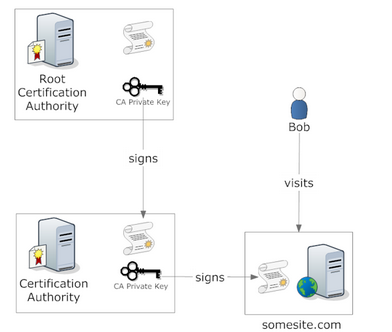 Root
Certification
Authority
CA Private Key
signs
Bob
visits
Certification
Authority
CA Private Key
signs
somesite.com